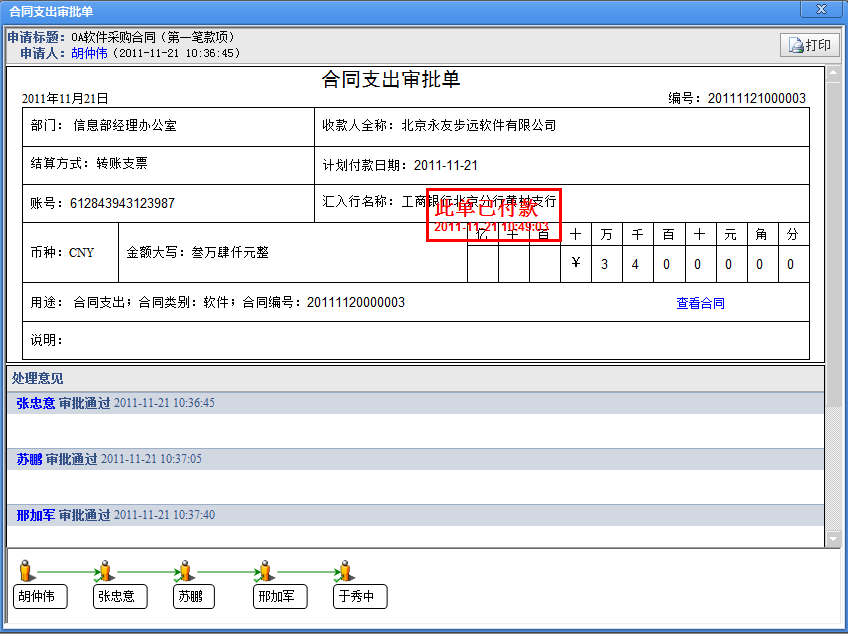 合同支出审批单
申请标题：OA软件采购合同（第一笔款项）
申请人：胡仲伟（2011-11-21 10:36:45）
打印
合同支出审批单
2011年11月21日
编号：20111121000003
部门：信息部经理办公室
收款人全称：北京永友步远软件有限公司
结算方式：转账支票
计划付款日期：2011-11-21
账号：612843943123987
汇入行名称：工商银行北京分行黄村支行
此单已付款
2011-11-21 10:49:03
币种：CNY
金额大写：叁万肆仟元整
亿 千 百 十 万 千 百 十 元 角 分
¥ 3 4 0 0 0 0 0
用途：合同支出；合同类别：软件；合同编号：20111120000003
查看合同
说明：
处理意见
张忠意 审批通过 2011-11-21 10:36:45
苏鹏 审批通过 2011-11-21 10:37:05
邢加军 审批通过 2011-11-21 10:37:40
胡仲伟 张忠意 苏鹏 邢加军 于秀中